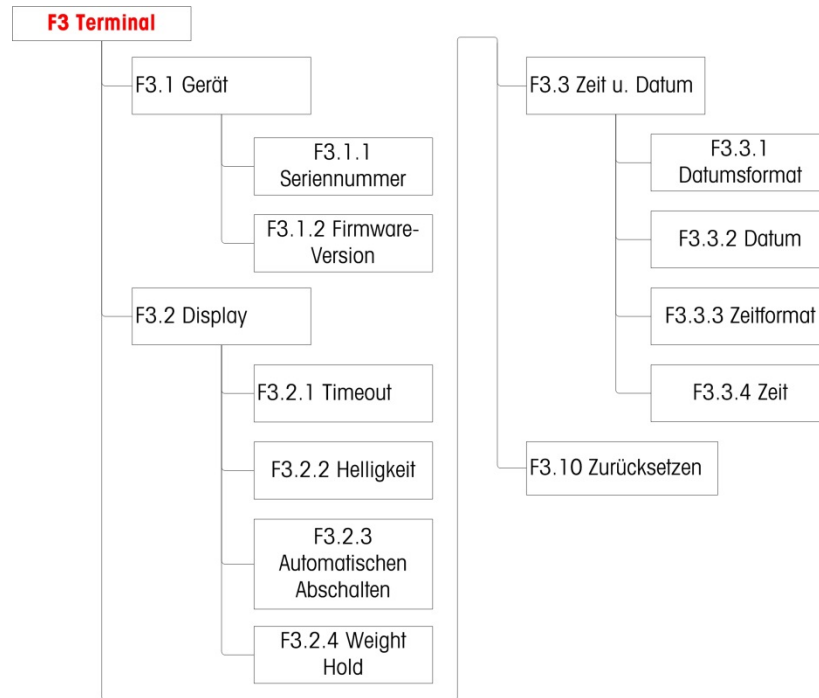 F3 Terminal
F3.1 Gerät
F3.1.1
Seriennummer
F3.1.2 Firmware-
Version
F3.2 Display
F3.2.1 Timeout
F3.2.2 Helligkeit
F3.2.3
Automatischen
Abschalten
F3.2.4 Weight
Hold
F3.3 Zeit u. Datum
F3.3.1
Datumsformat
F3.3.2 Datum
F3.3.3 Zeitformat
F3.3.4 Zeit
F3.10 Zurücksetzen